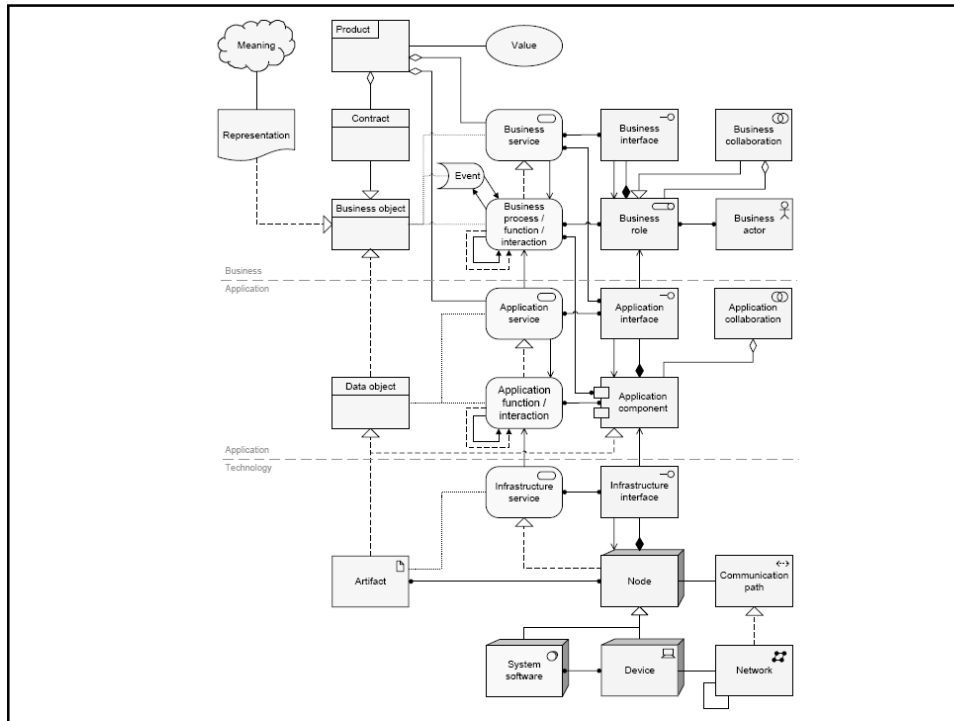 Product
Meaning
Value
Representation
Contract
Business
service
Business
interface
Business
collaboration
Event
Business object
Business
process /
function /
interaction
Business
role
Business
actor
Business
Application
Application
service
Application
interface
Application
collaboration
Data object
Application
function /
interaction
Application
component
Application
Technology
Infrastructure
service
Infrastructure
interface
Artifact
Node
Communication
path
System
software
Device
Network